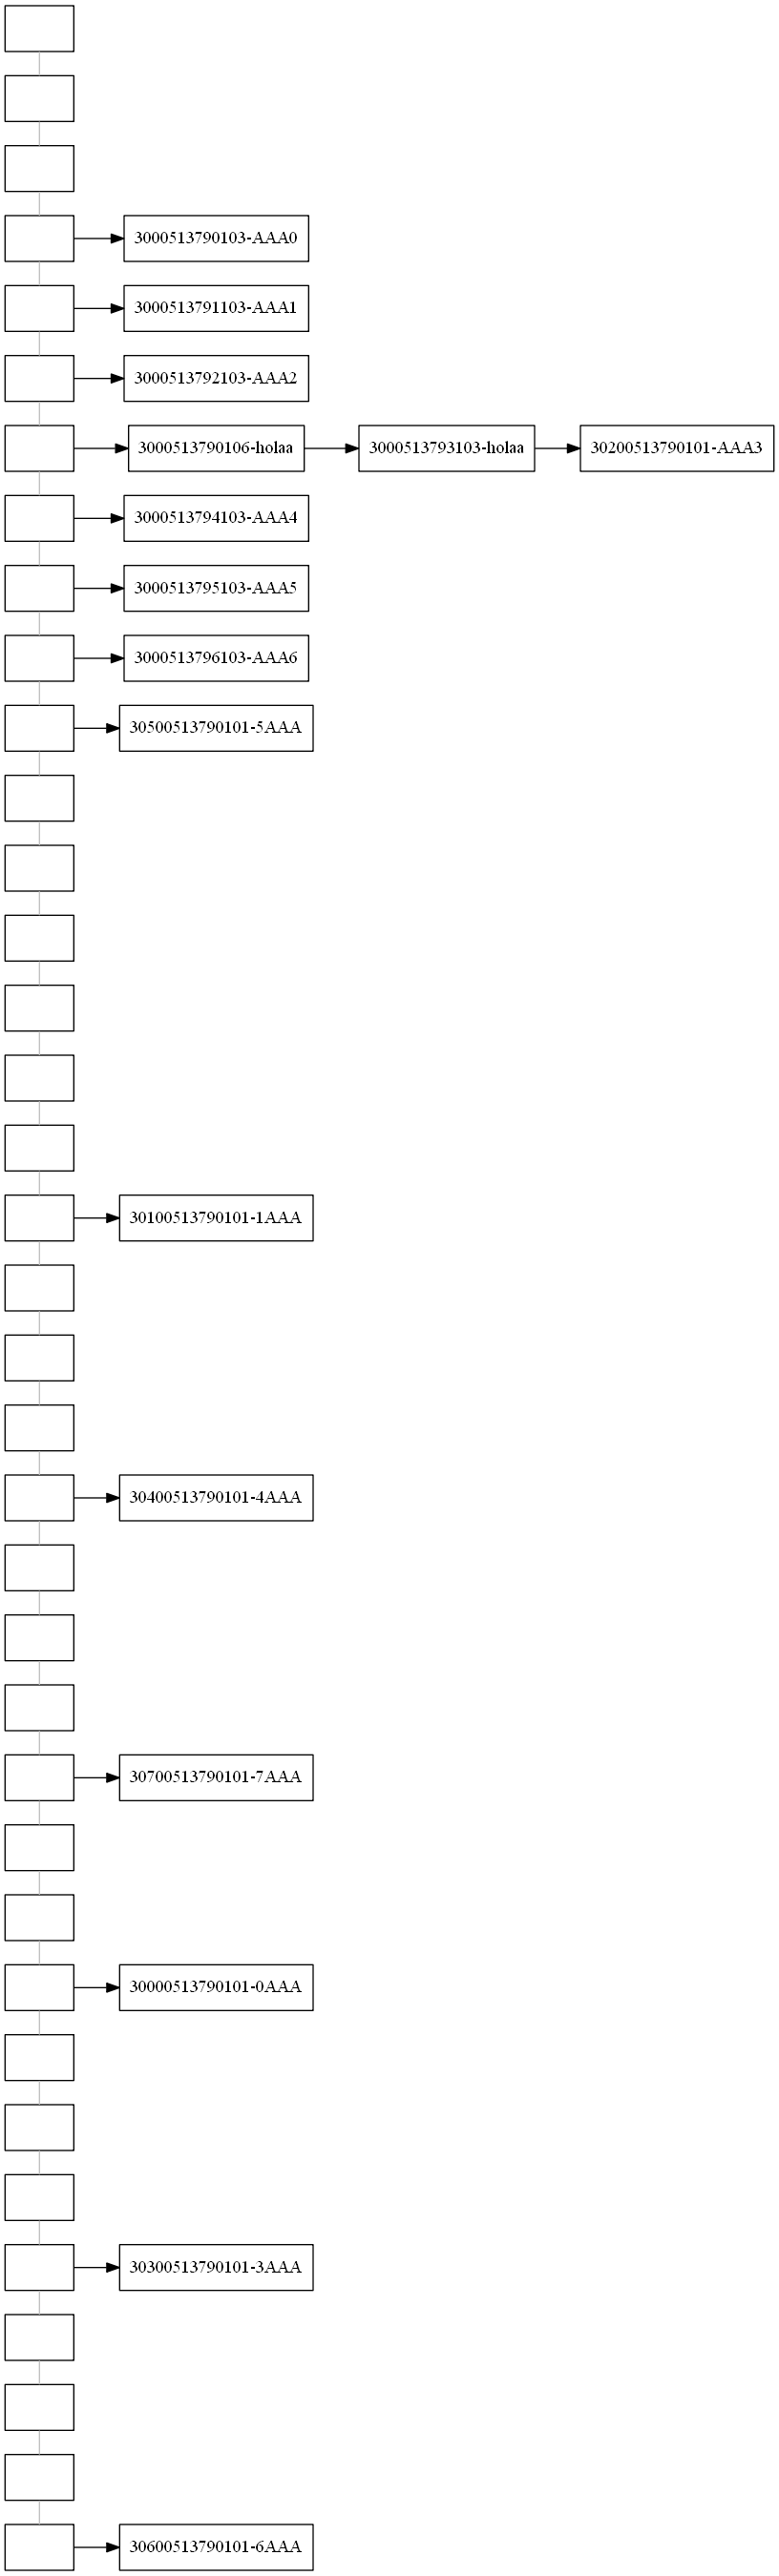 3000513790103-AAA0
3000513791103-AAA1
3000513792103-AAA2
3000513790106-holaa 3000513793103-holaa 30200513790101-AAA3
3000513794103-AAA4
3000513795103-AAA5
3000513796103-AAA6
30500513790101-5AAA
30100513790101-1AAA
30400513790101-4AAA
30700513790101-7AAA
30000513790101-0AAA
30300513790101-3AAA
30600513790101-6AAA